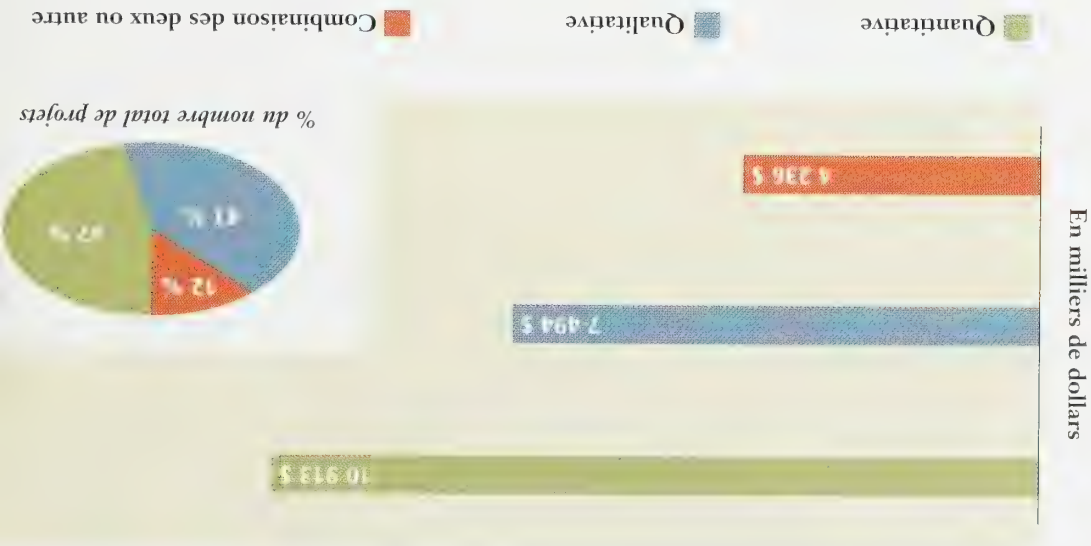 En milliers de dollars
10 913 $
7 494 $
4 236 $
12 %
41 %
47 %
% du nombre total de projets
Quantitative
Qualitative
Combinaison des deux ou autre